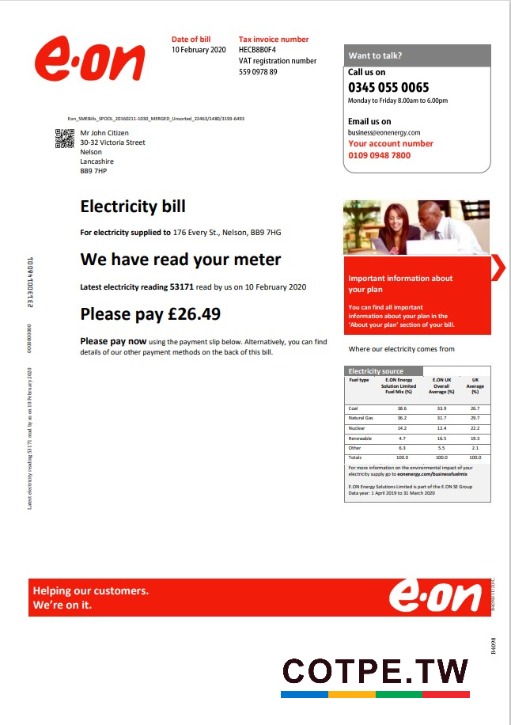 e·on
Date of bill
10 February 2020
Tax invoice number
HECB8B0F4
VAT registration number
559 0978 89
Want to talk?
Call us on
0345 055 0065
Monday to Friday 8.00am to 6.00pm
Email us on
business@eonenergy.com
Your account number
0109 0948 7800
Mr John Citizen
30-32 Victoria Street
Nelson
Lancashire
BB9 7HP
Electricity bill
For electricity supplied to 176 Every St., Nelson, BB9 7HG
We have read your meter
Latest electricity reading 53171 read by us on 10 February 2020
Please pay £26.49
Please pay now using the payment slip below. Alternatively, you can find
details of our other payment methods on the back of this bill.
Important information about
your plan
You can find all important
information about your plan in the
'About your plan' section of your bill.
Where our electricity comes from
Electricity source
Fuel type E.ON Energy Solution Limited Fuel Mix (%) E.ON UK Overall Average (%) UK Average (%)
Coal 38.6 33.9 26.7
Natural Gas 36.2 31.7 29.7
Nuclear 14.2 12.4 22.2
Renewable 4.7 16.5 19.3
Other 6.3 5.5 2.1
Totals 100.0 100.0 100.0
For more information on the environmental impact of your
electricity supply go to eonenergy.com/businessfuelmix
E.ON Energy Solutions Limited is part of the E.ON SE Group
Data year: 1 April 2019 to 31 March 2020
Latest electricity reading 53171 read by us on 10 February 2020
Helping our customers.
We're on it.
e·on
COTPE.TW